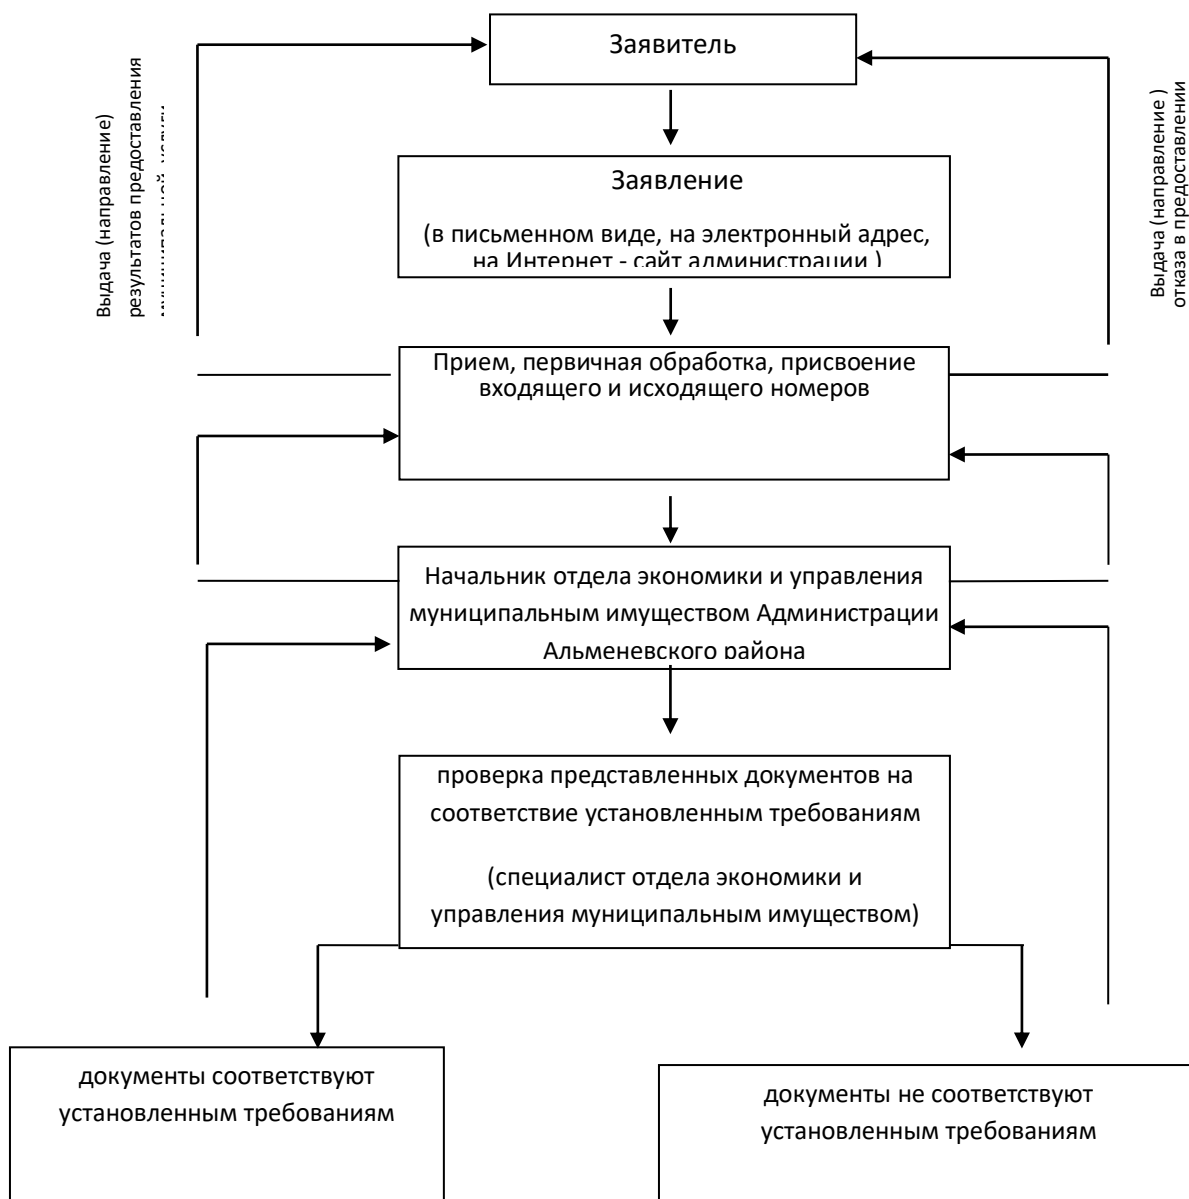 Заявитель
Выдача (направление)
результатов предоставления
Выдача (направление )
отказа в предоставлении
Заявление
(в письменном виде, на электронный адрес,
на Интернет - сайт администрации )
Прием, первичная обработка, присвоение
входящего и исходящего номеров
Начальник отдела экономики и управления
муниципальным имуществом Администрации
Альменевского района
проверка представленных документов на
соответствие установленным требованиям
(специалист отдела экономики и
управления муниципальным имуществом)
документы соответствуют
установленным требованиям
документы не соответствуют
установленным требованиям